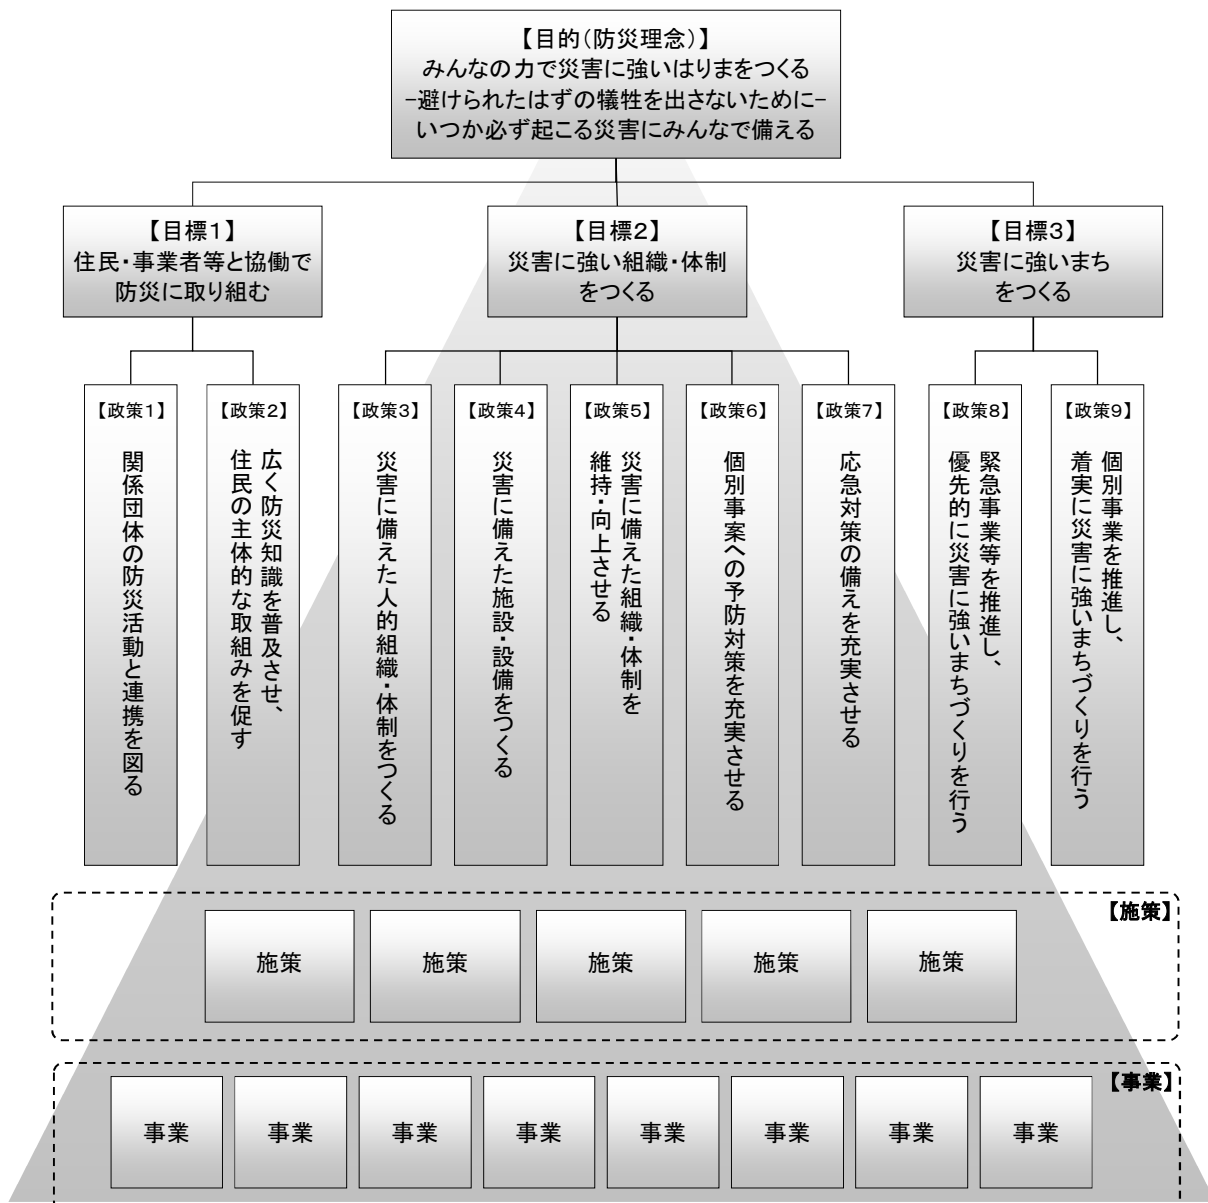 【目的(防災理念)】
みんなの力で災害に強いはりまをつくる
-避けられたはずの犠牲を出さないために-
いつか必ず起こる災害にみんなで備える
【目標1】
住民・事業者等と協働で
防災に取り組む
【目標2】
災害に強い組織・体制
をつくる
【目標3】
災害に強いまち
をつくる
【政策1】
関係団体の防災活動と連携を図る
【政策2】
広く防災知識を普及させ、
住民の主体的な取組みを促す
【政策3】
災害に備えた人的組織・体制をつくる
【政策4】
災害に備えた施設・設備をつくる
【政策5】
災害に備えた組織・体制を
維持・向上させる
【政策6】
個別事案への予防対策を充実させる
【政策7】
応急対策の備えを充実させる
【政策8】
緊急事業等を推進し、
優先的に災害に強いまちづくりを行う
【政策9】
個別事業を推進し、
着実に災害に強いまちづくりを行う
【施策】
施策
施策
施策
施策
施策
【事業】
事業
事業
事業
事業
事業
事業
事業
事業